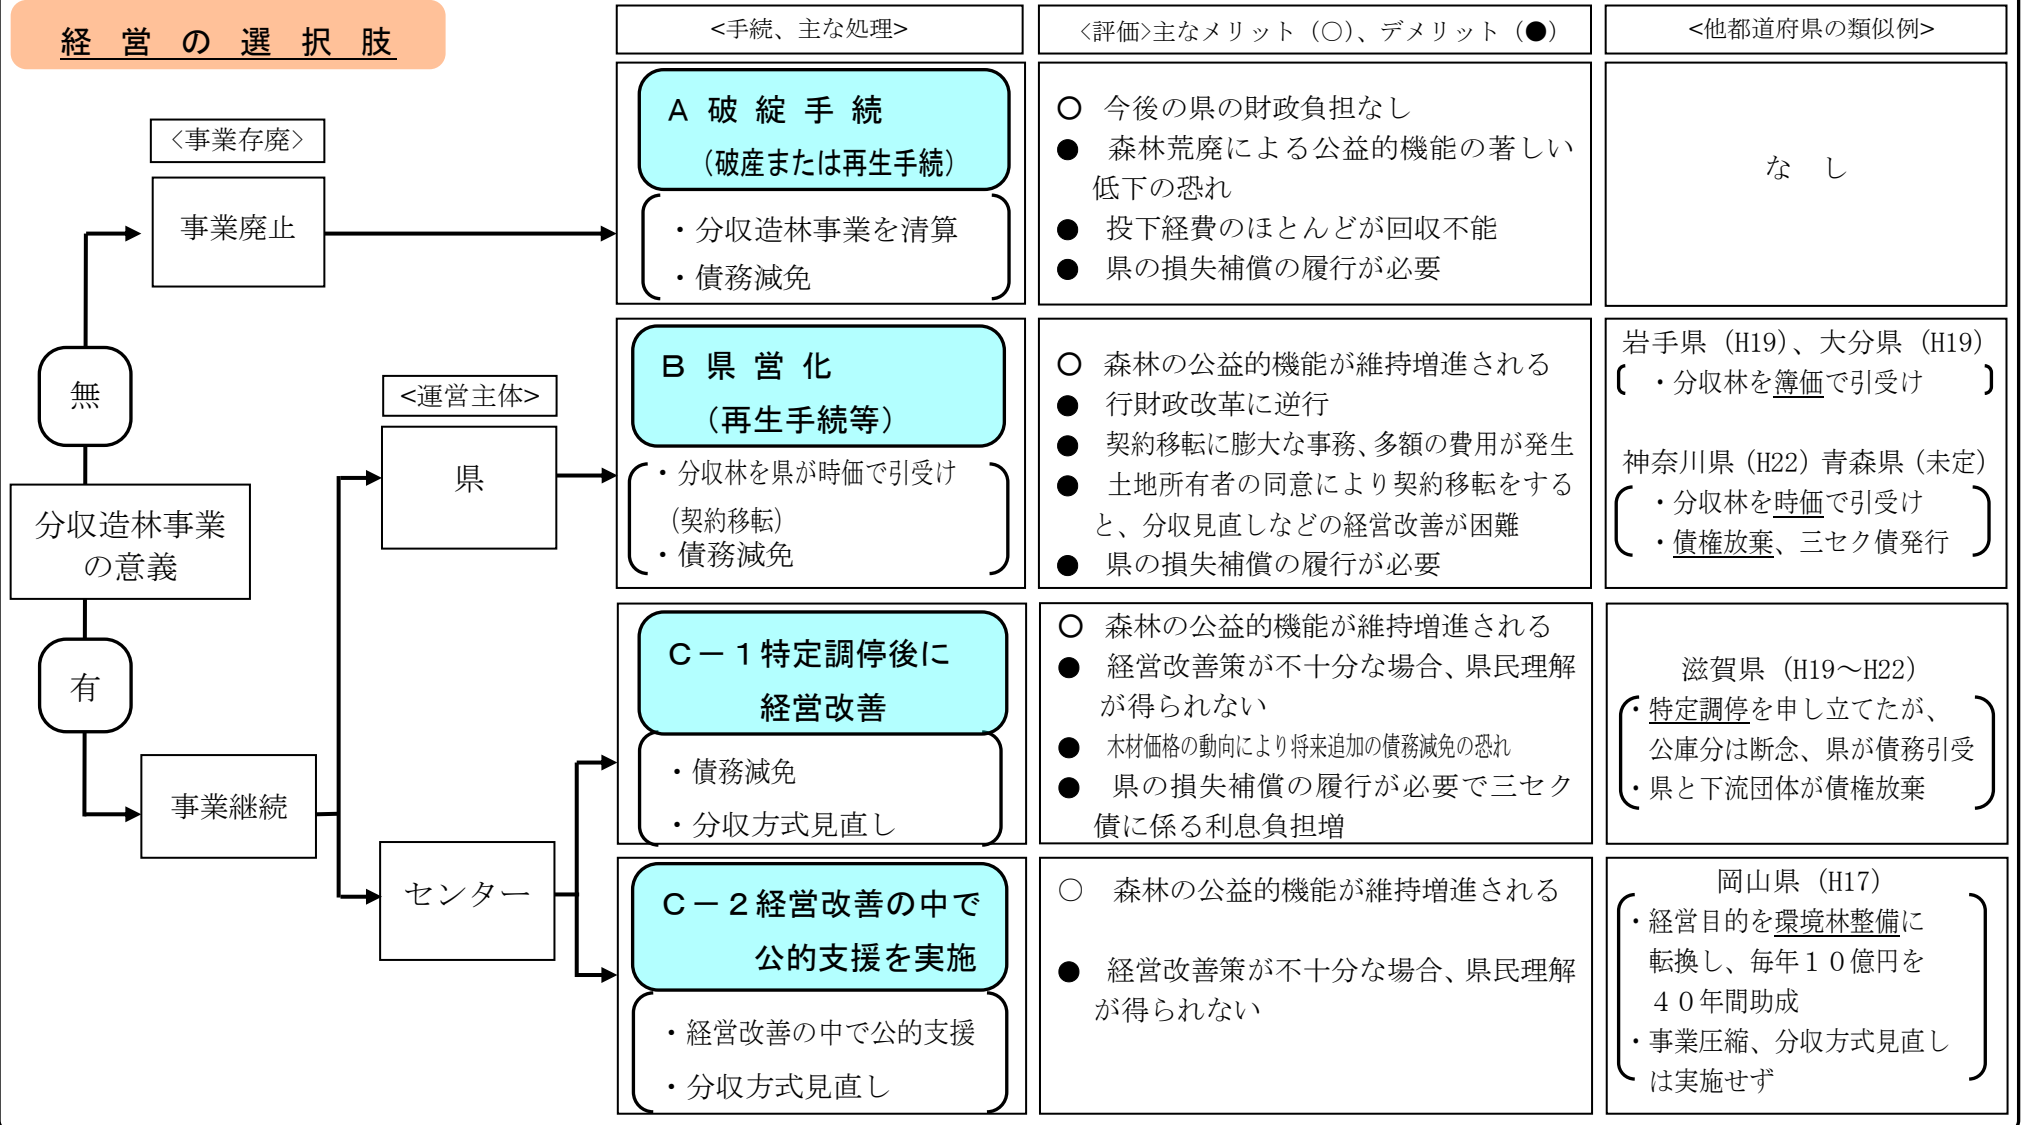 経営の選択肢
<手続、主な処理>
<評価>主なメリット（○）、デメリット（●）
<他都道府県の類似例>
<事業存廃>
事業廃止
無
分収造林事業
の意義
有
事業継続
<運営主体>
県
センター
A 破綻手続
（破産または再生手続）
・分収造林事業を清算
・債務減免
○ 今後の県の財政負担なし
● 森林荒廃による公益的機能の著しい
低下の恐れ
● 投下経費のほとんどが回収不能
● 県の損失補償の履行が必要
なし
B 県営化
（再生手続等）
・分収林を県が時価で引受け
（契約移転）
・債務減免
○ 森林の公益的機能が維持増進される
● 行財政改革に逆行
● 契約移転に膨大な事務、多額の費用が発生
● 土地所有者の同意により契約移転をする
と、分収見直しなどの経営改善が困難
● 県の損失補償の履行が必要
岩手県（H19）、大分県（H19）
・分収林を簿価で引受け
神奈川県（H22）青森県（未定）
・分収林を時価で引受け
・債権放棄、三セク債発行
C－1特定調停後に
経営改善
・債務減免
・分収方式見直し
○ 森林の公益的機能が維持増進される
● 経営改善策が不十分な場合、県民理解
が得られない
● 木材価格の動向により将来追加の債務減免の恐れ
● 県の損失補償の履行が必要で三セク
債に係る利息負担増
滋賀県（H19～H22）
・特定調停を申し立てたが、
公庫分は断念、県が債務引受
・県と下流団体が債権放棄
C－2経営改善の中で
公的支援を実施
・経営改善の中で公的支援
・分収方式見直し
○ 森林の公益的機能が維持増進される
● 経営改善策が不十分な場合、県民理解
が得られない
岡山県（H17）
・経営目的を環境林整備に
転換し、毎年１０億円を
４０年間助成
・事業圧縮、分収方式見直し
は実施せず